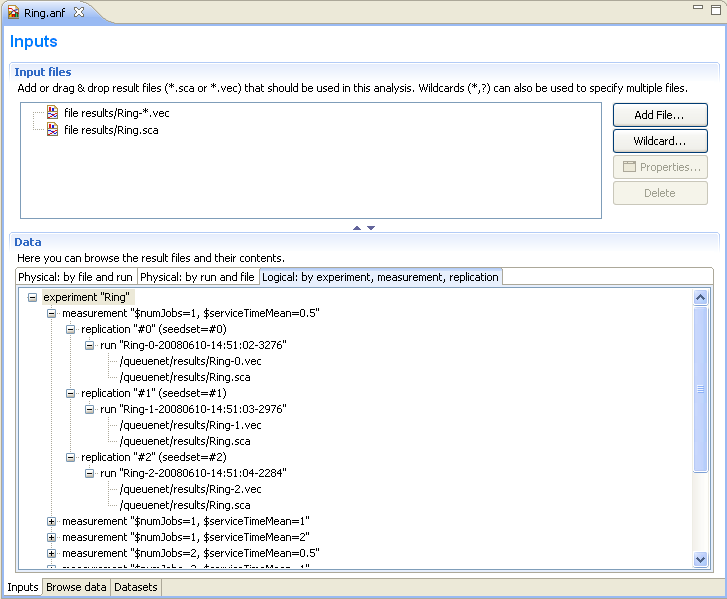 Ring.anf
Inputs
Input files
Add or drag & drop result files (*.sca or *.vec) that should be used in this analysis. Wildcards (*,?) can also be used to specify multiple files.
file results/Ring-*.vec
file results/Ring.sca
Add File...
Wildcard...
Properties...
Delete
Data
Here you can browse the result files and their contents.
Physical: by file and run Physical: by run and file Logical: by experiment, measurement, replication
experiment "Ring"
measurement "$numJobs=1, $serviceTimeMean=0.5"
replication "#0" (seedset=#0)
run "Ring-0-20080610-14:51:02-3276"
/queuenet/results/Ring-0.vec
/queuenet/results/Ring.sca
replication "#1" (seedset=#1)
run "Ring-1-20080610-14:51:03-2976"
/queuenet/results/Ring-1.vec
/queuenet/results/Ring.sca
replication "#2" (seedset=#2)
run "Ring-2-20080610-14:51:04-2284"
/queuenet/results/Ring-2.vec
/queuenet/results/Ring.sca
measurement "$numJobs=1, $serviceTimeMean=1"
measurement "$numJobs=1, $serviceTimeMean=2"
measurement "$numJobs=2, $serviceTimeMean=0.5"
Inputs Browse data Datasets